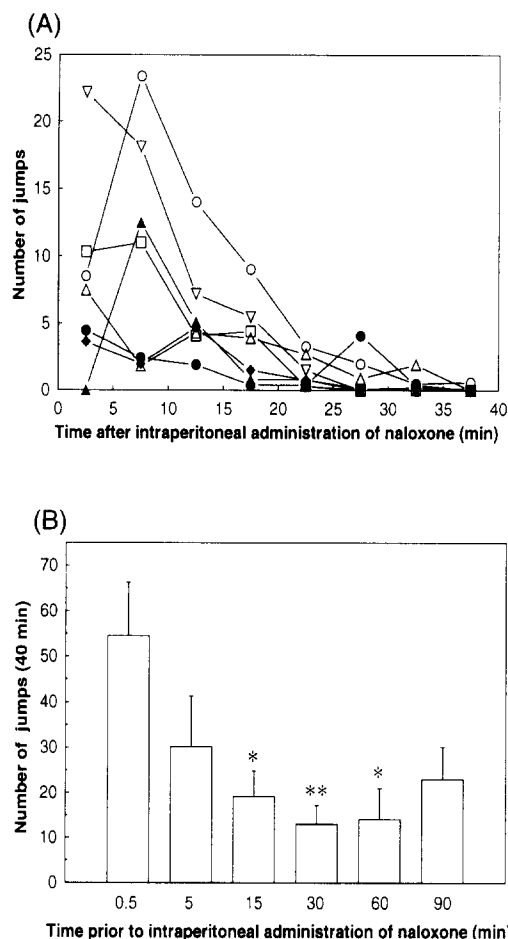 (A)
25
20
15
10
5
0
Number of jumps
0 5 10 15 20 25 30 35 40
Time after intraperitoneal administration of naloxone (min)
(B)
70
60
50
40
30
20
10
0
Number of jumps (40 min)
* ** *
0.5 5 15 30 60 90
Time prior to intraperitoneal administration of naloxone (min)